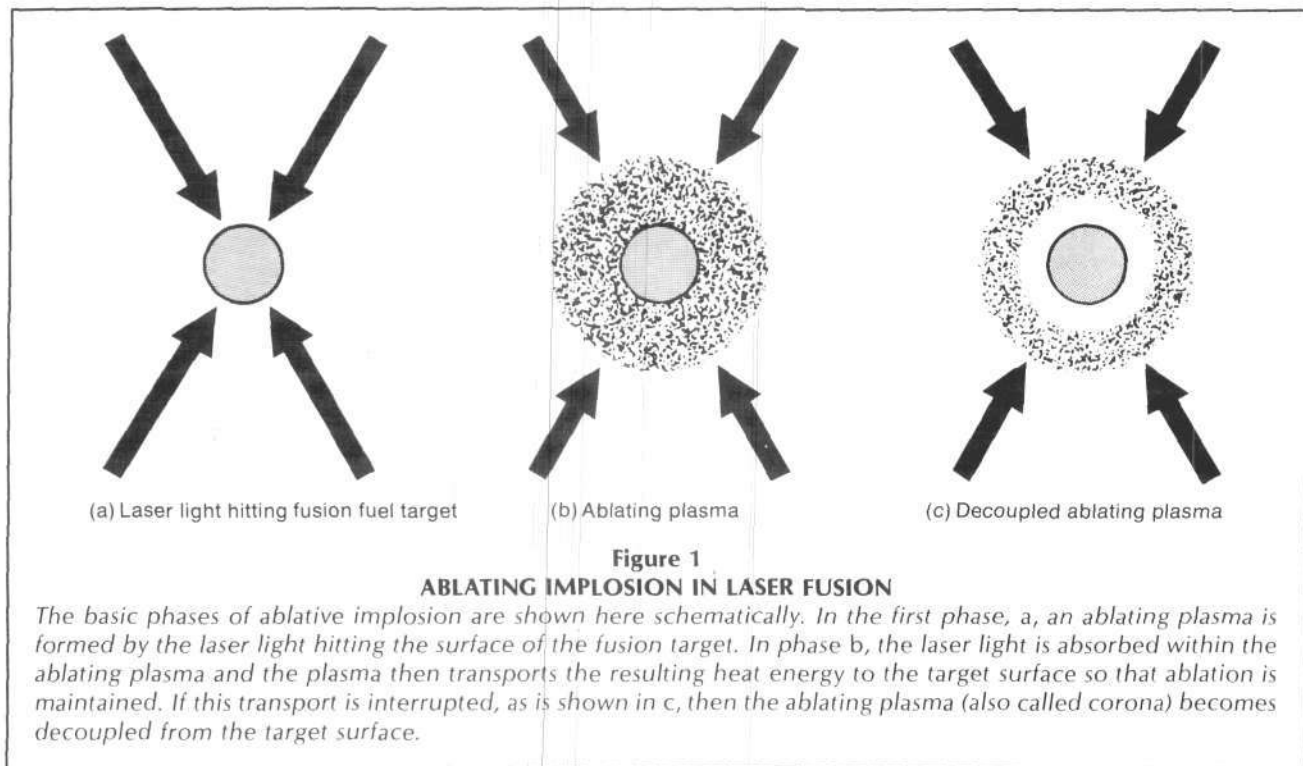 (a) Laser light hitting fusion fuel target
(b) Ablating plasma
(c) Decoupled ablating plasma
Figure 1
ABLATING IMPLOSION IN LASER FUSION
The basic phases of ablative implosion are shown here schematically. In the first phase, a, an ablating plasma is
formed by the laser light hitting the surface of the fusion target. In phase b, the laser light is absorbed within the
ablating plasma and the plasma then transports the resulting heat energy to the target surface so that ablation is
maintained. If this transport is interrupted, as is shown in c, then the ablating plasma (also called corona) becomes
decoupled from the target surface.